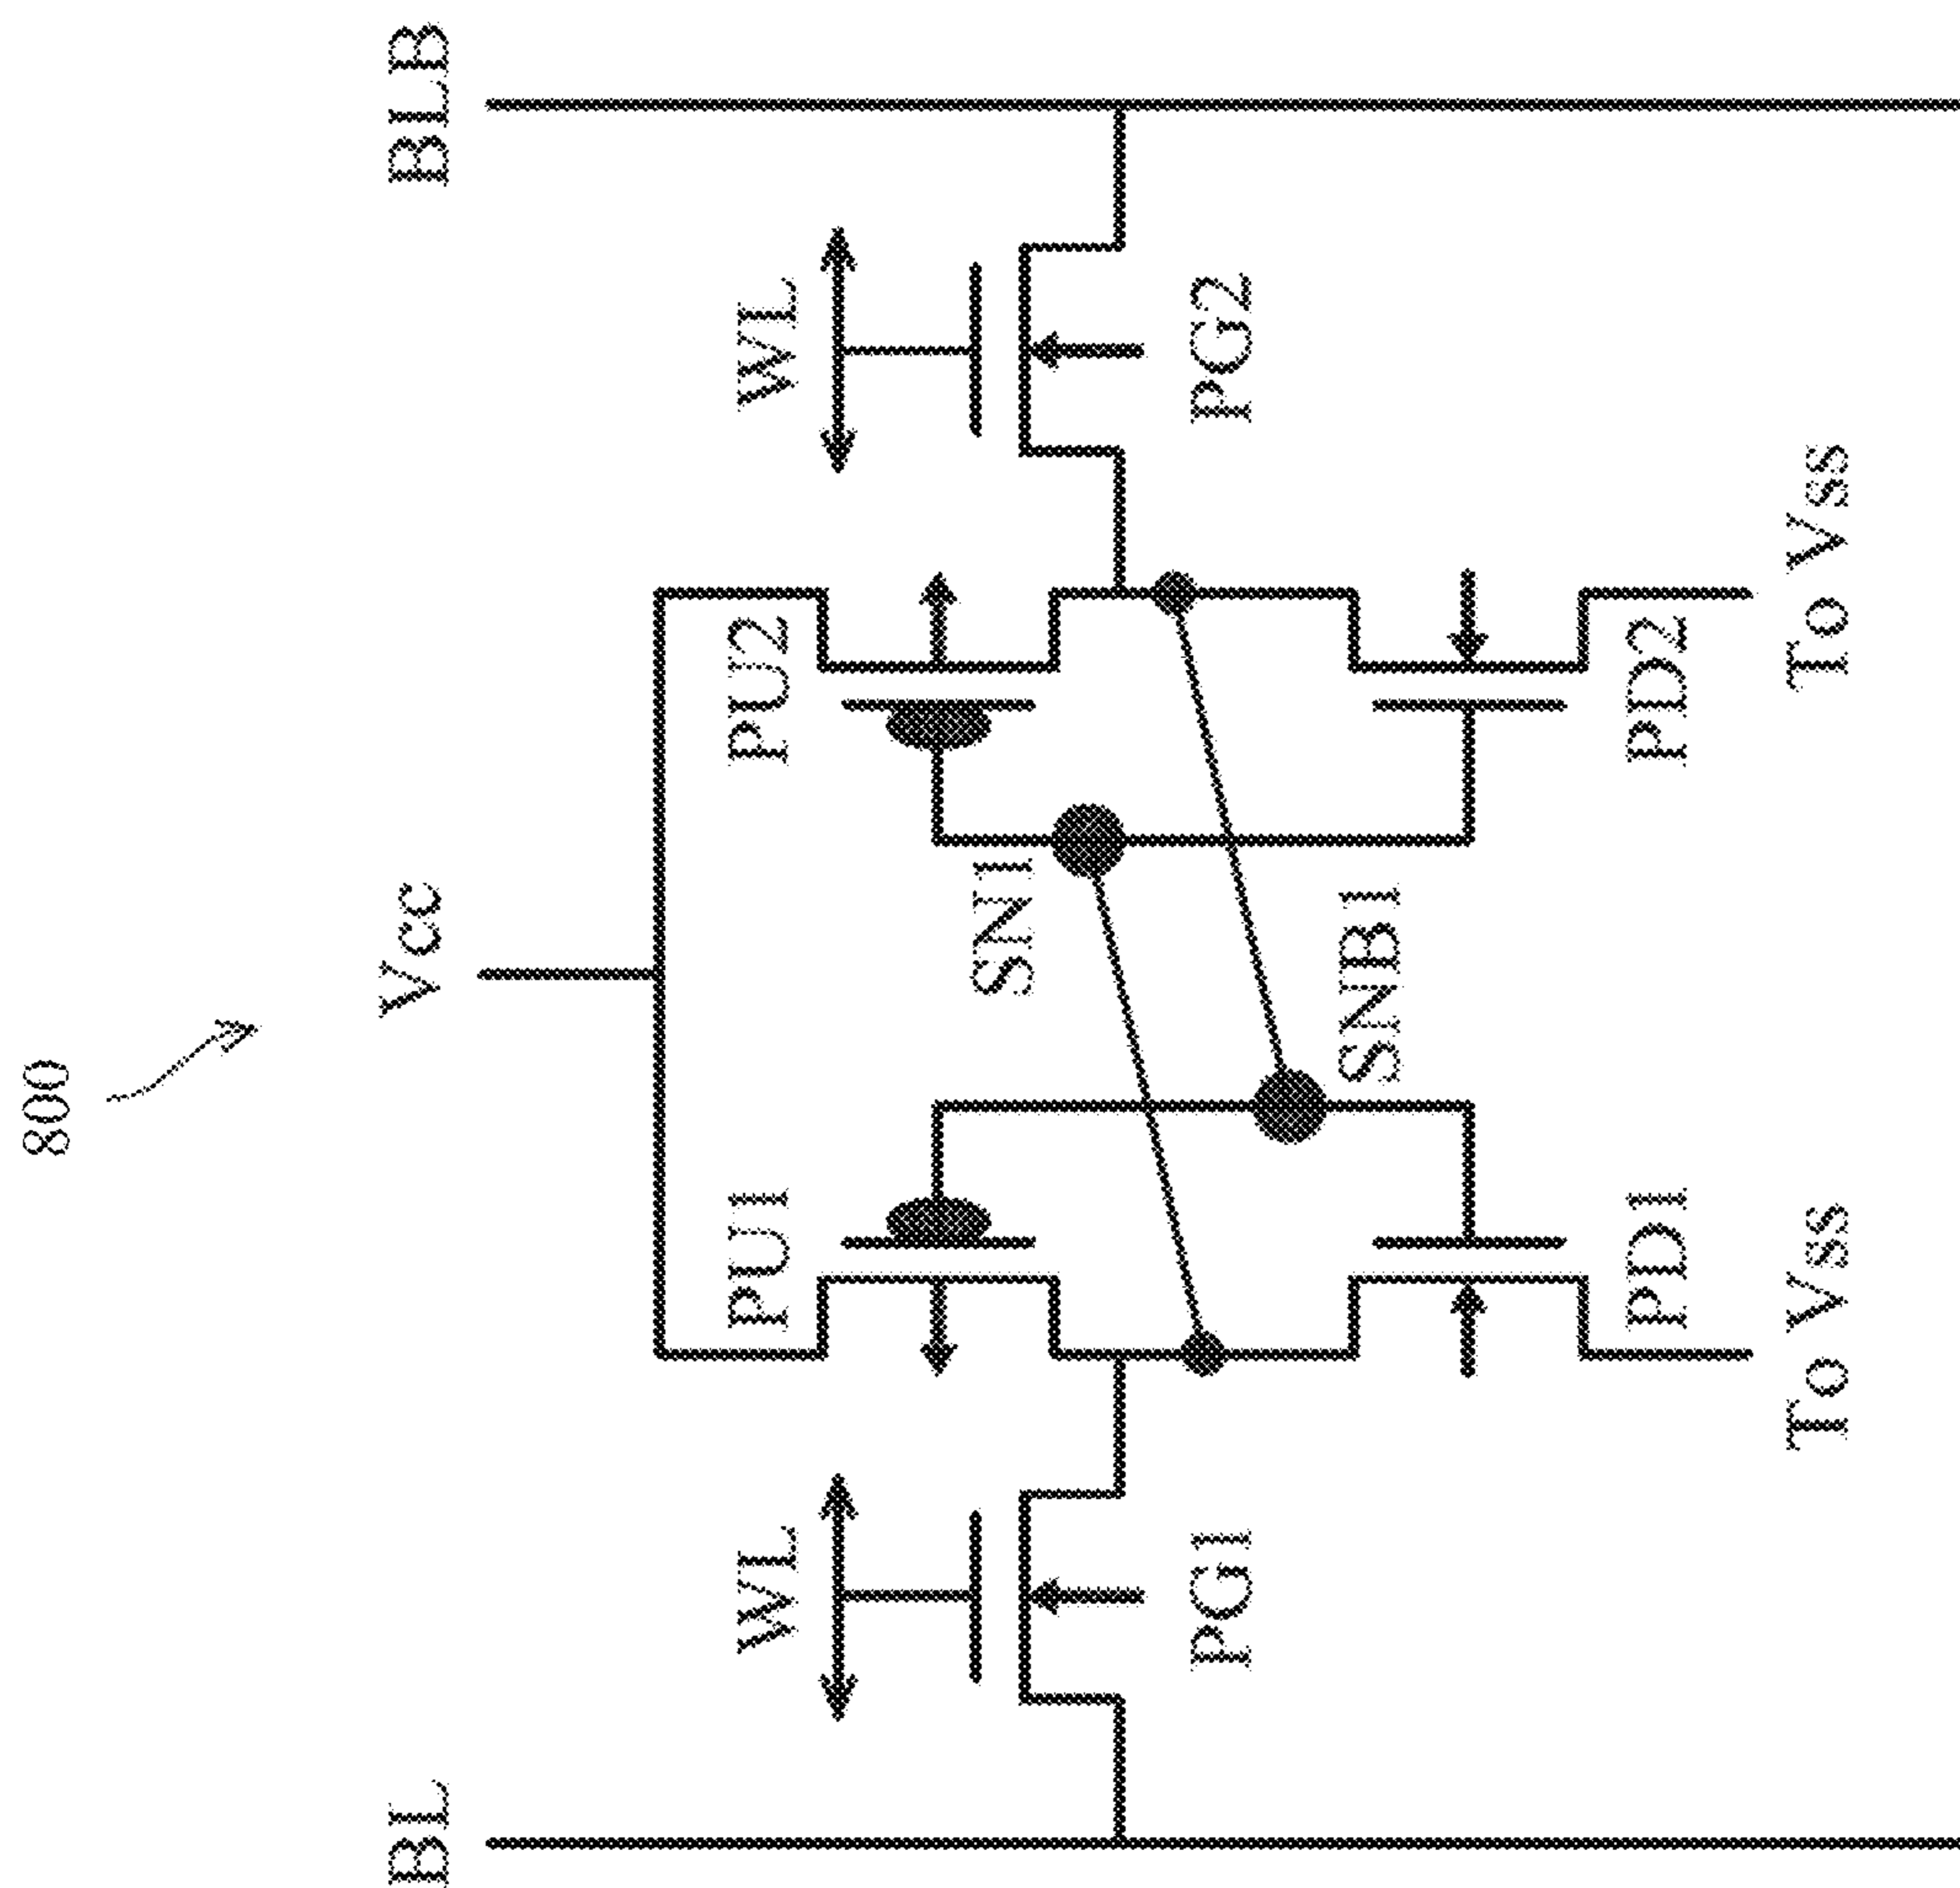 800
Vcc
BL
BLB
WL
PU1
PU2
WL
SN1
PG1
PG2
SNB1
PD1
PD2
To Vss
To Vss